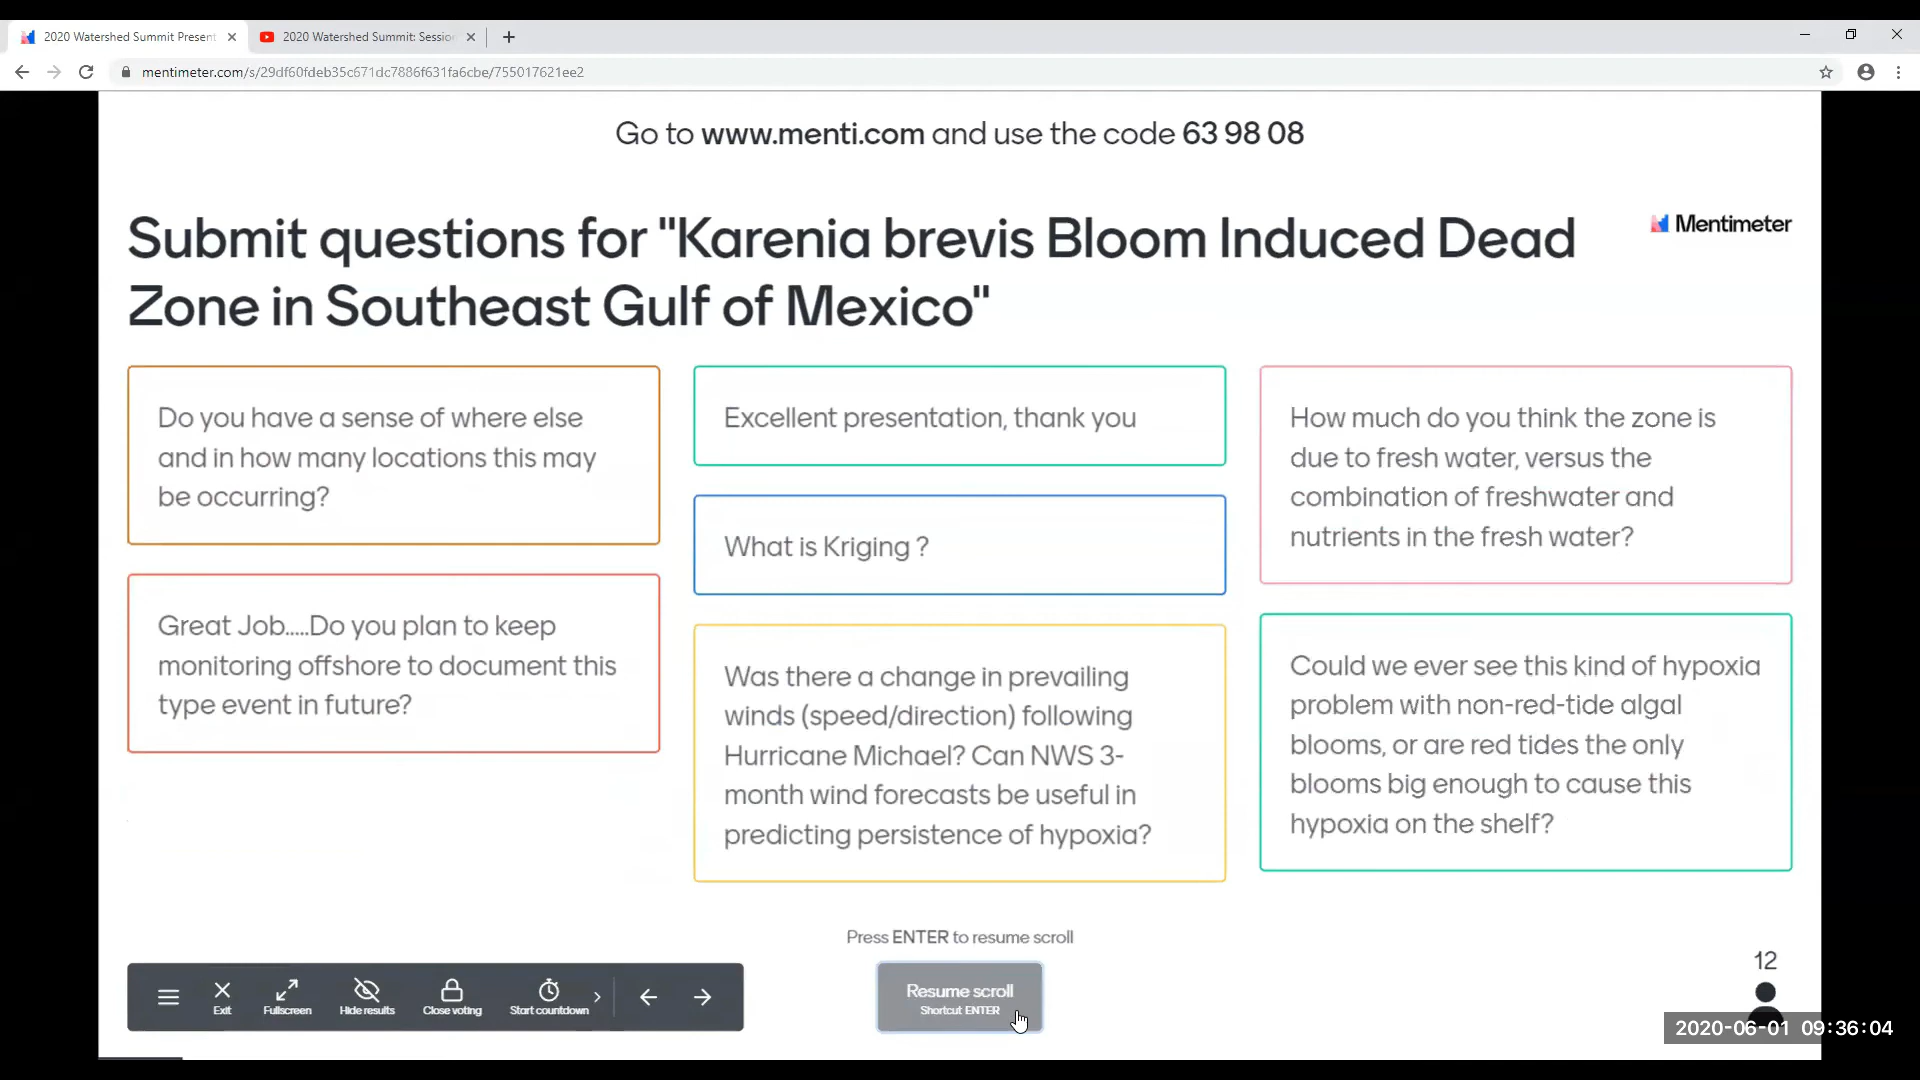 2020 Watershed Summit Present
2020 Watershed Summit: Sessio
mentimeter.com/s/29df60fdeb35c671dc7886f631fa6cbe/755017621ee2
Go to www.menti.com and use the code 63 98 08
Submit questions for "Karenia brevis Bloom Induced Dead
Zone in Southeast Gulf of Mexico"
Mentimeter
Do you have a sense of where else
and in how many locations this may
be occurring?
Great Job.....Do you plan to keep
monitoring offshore to document this
type event in future?
Excellent presentation, thank you
What is Kriging ?
Was there a change in prevailing
winds (speed/direction) following
Hurricane Michael? Can NWS 3-
month wind forecasts be useful in
predicting persistence of hypoxia?
How much do you think the zone is
due to fresh water, versus the
combination of freshwater and
nutrients in the fresh water?
Could we ever see this kind of hypoxia
problem with non-red-tide algal
blooms, or are red tides the only
blooms big enough to cause this
hypoxia on the shelf?
Press ENTER to resume scroll
Resume scroll
Shortcut ENTER
Exit
Fullscreen
Hide results
Close voting
Start countdown
12
2020-06-01 09:36:04